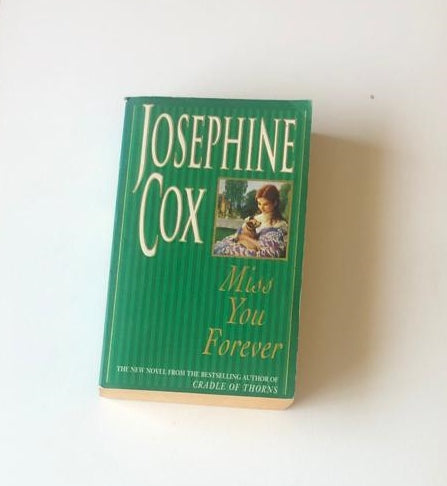 JOSEPHINE
COX
Miss
You
Forever
THE NEW NOVEL FROM THE BESTSELLING AUTHOR OF
CRADLE OF THORNS